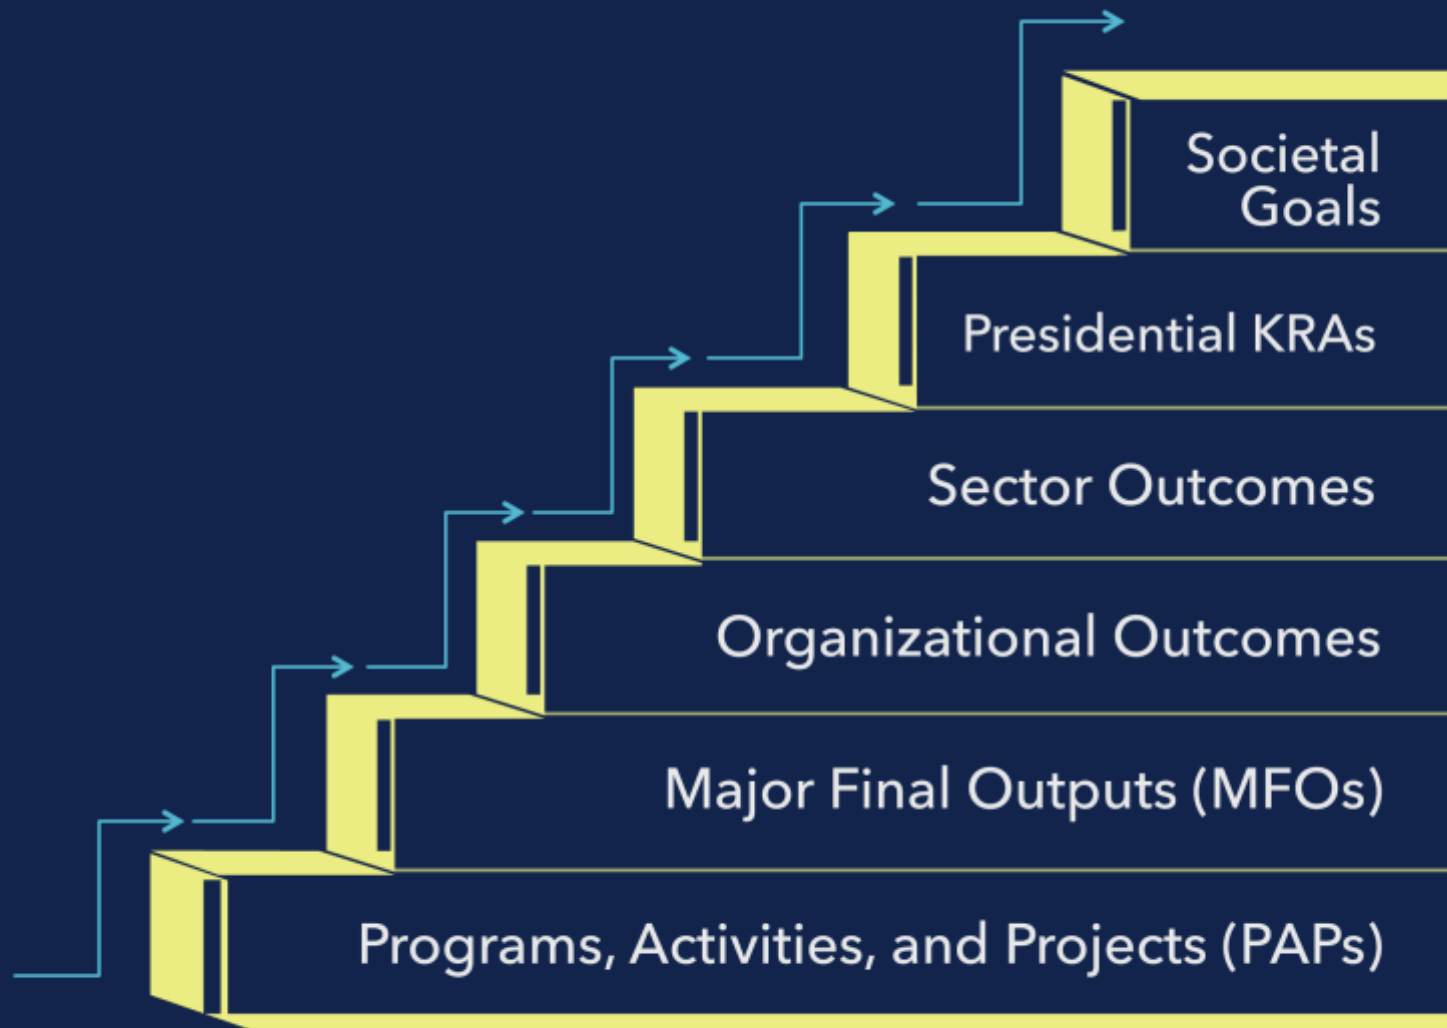 Societal
Goals
Presidential KRAs
Sector Outcomes
Organizational Outcomes
Major Final Outputs (MFOs)
Programs, Activities, and Projects (PAPs)